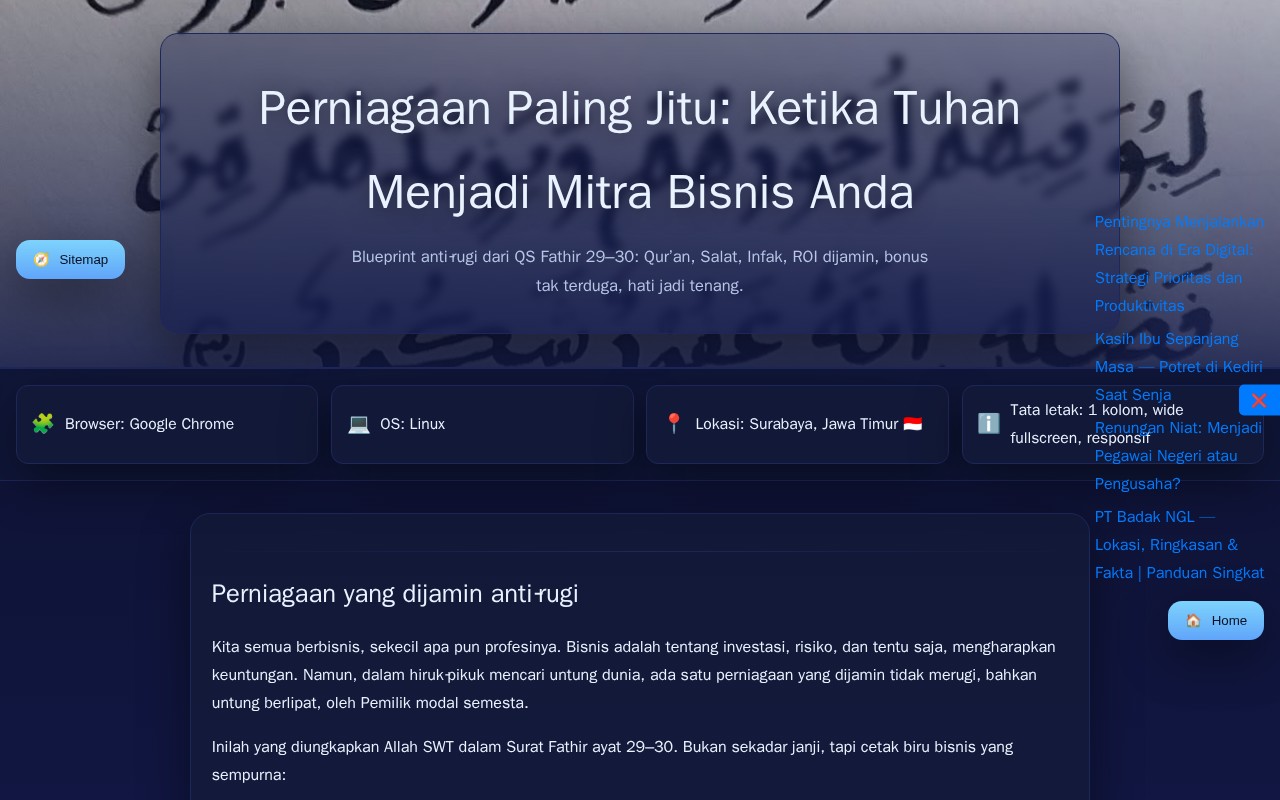 لِيُوَفِّيَهُمْ أُجُورَهُمْ وَيَزِيدَهُم مِّن
فَضْلِهِ إِنَّهُ غَفُورٌ شَكُورٌ
Perniagaan Paling Jitu: Ketika Tuhan
Menjadi Mitra Bisnis Anda
Blueprint anti-rugi dari QS Fathir 29–30: Qur’an, Salat, Infak, ROI dijamin, bonus
tak terduga, hati jadi tenang.
🧭 Sitemap
Pentingnya Menjalankan
Rencana di Era Digital:
Strategi Prioritas dan
Produktivitas
Kasih Ibu Sepanjang
Masa — Potret di Kediri
Saat Senja
Renungan Niat: Menjadi
Pegawai Negeri atau
Pengusaha?
PT Badak NGL —
Lokasi, Ringkasan &
Fakta | Panduan Singkat
🧩 Browser: Google Chrome
💻 OS: Linux
📍 Lokasi: Surabaya, Jawa Timur 🇮🇩
ℹ️ Tata letak: 1 kolom, wide
fullscreen, responsif
❌
🏠 Home
Perniagaan yang dijamin anti-rugi
Kita semua berbisnis, sekecil apa pun profesinya. Bisnis adalah tentang investasi, risiko, dan tentu saja, mengharapkan
keuntungan. Namun, dalam hiruk-pikuk mencari untung dunia, ada satu perniagaan yang dijamin tidak merugi, bahkan
untung berlipat, oleh Pemilik modal semesta.
Inilah yang diungkapkan Allah SWT dalam Surat Fathir ayat 29–30. Bukan sekadar janji, tapi cetak biru bisnis yang
sempurna: